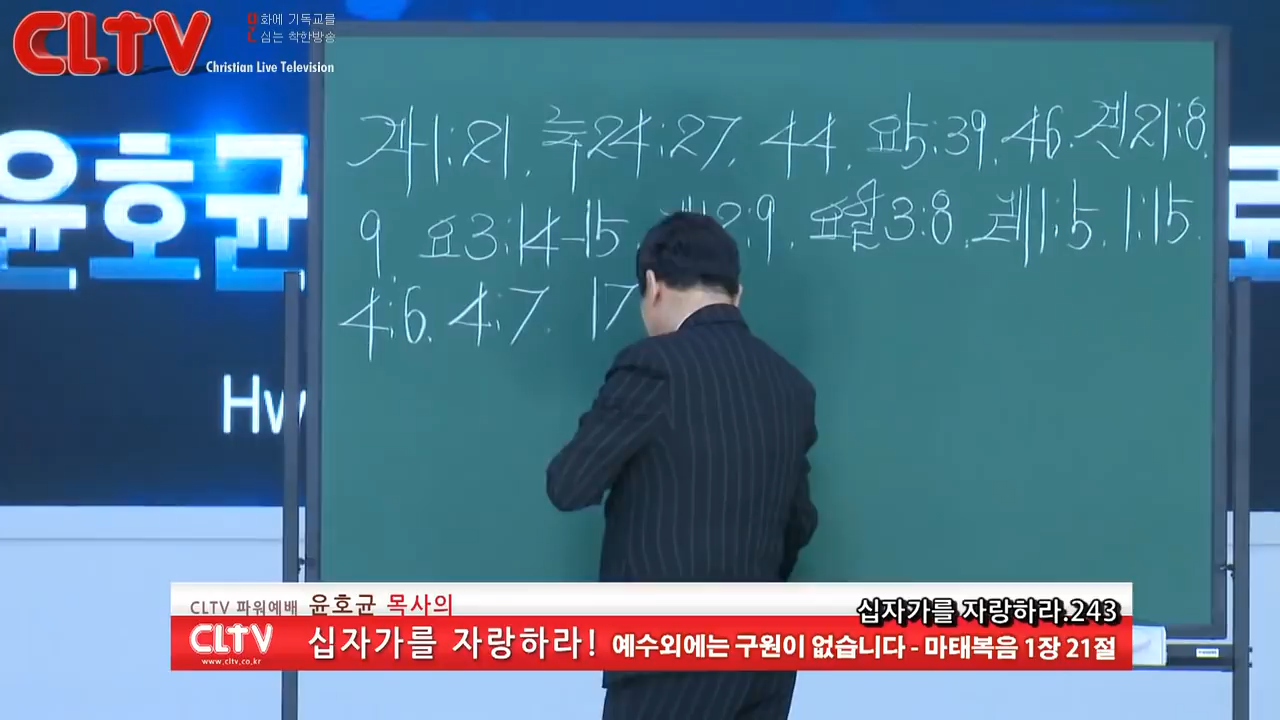 CLTV
문화에 기독교를
심는 착한방송
Christian Live Television
윤호균
로
Hw
1:21, 눅24:27, 44, 요5:39, 46. 21:8,
9, 요3:14-15, 2:9, 요일3:8, 레1:5, 1:15
4:6, 4:7, 17
CLTV 파워예배 윤호균 목사의
십자가를 자랑하라.243
CLTV
www.cltv.co.kr
십자가를 자랑하라! 예수외에는 구원이 없습니다 - 마태복음 1장 21절